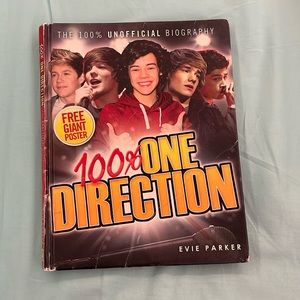 THE 100% UNOFFICIAL BIOGRAPHY
FREE
GIANT
POSTER
100% ONE
DIRECTION
EVIE PARKER